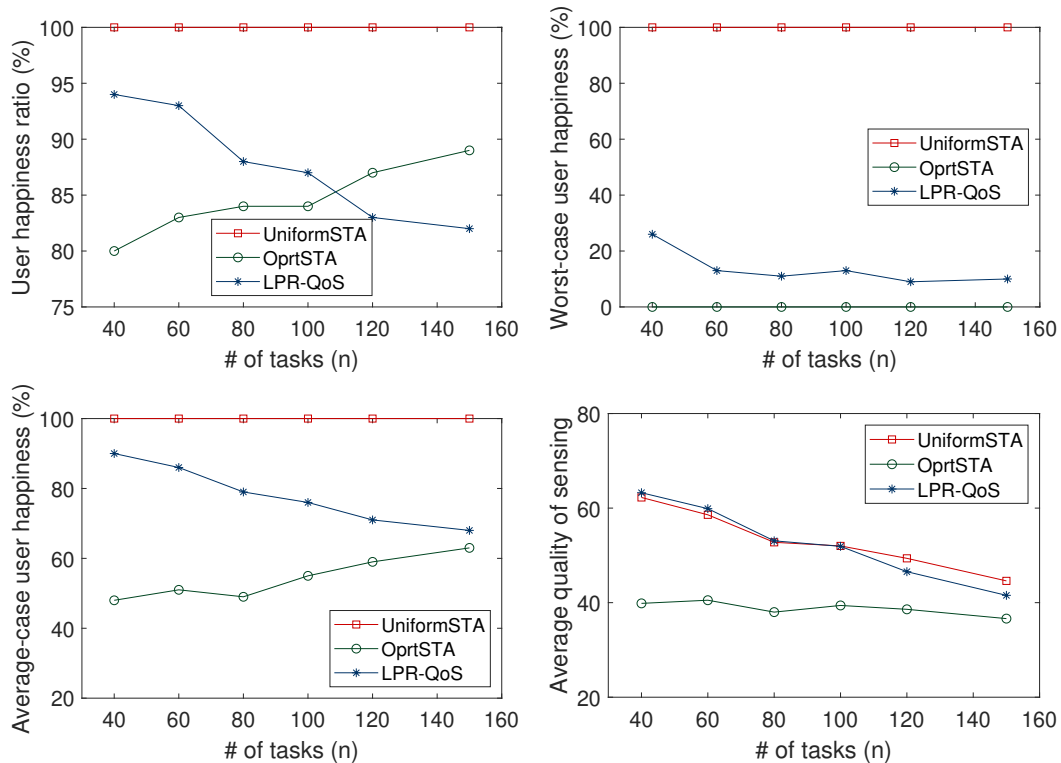 User happiness ratio (%)
100
95
90
85
80
75
UniformSTA
OprtSTA
LPR-QoS
40 60 80 100 120 140 160
# of tasks (n)
Worst-case user happiness (%)
100
80
60
40
20
0
UniformSTA
OprtSTA
LPR-QoS
40 60 80 100 120 140 160
# of tasks (n)
Average-case user happiness (%)
100
80
60
40
20
UniformSTA
OprtSTA
LPR-QoS
40 60 80 100 120 140 160
# of tasks (n)
Average quality of sensing
80
60
40
20
UniformSTA
OprtSTA
LPR-QoS
40 60 80 100 120 140 160
# of tasks (n)